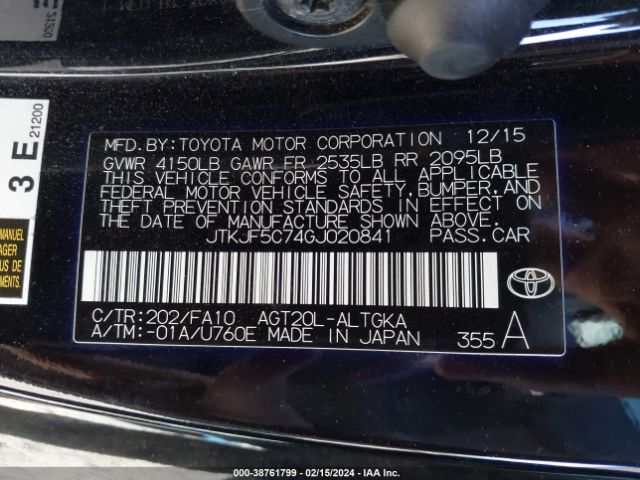 MFD.BY:TOYOTA MOTOR CORPORATION 12/15
GVWR 4150LB GAWR FR 2535LB RR 2095LB
THIS VEHICLE CONFORMS TO ALL APPLICABLE
FEDERAL MOTOR VEHICLE SAFETY, BUMPER, AND
THEFT PREVENTION STANDARDS IN EFFECT ON
THE DATE OF MANUFACTURE SHOWN ABOVE.
JTKJF5C74GJ020841 PASS.CAR
C/TR:202/FA10 AGT20L-ALTGKA
A/TM:-01A/U760E MADE IN JAPAN 355 A
3 E
21200
MANUEL
DE
000-38761799 - 02/15/2024 - IAA Inc.